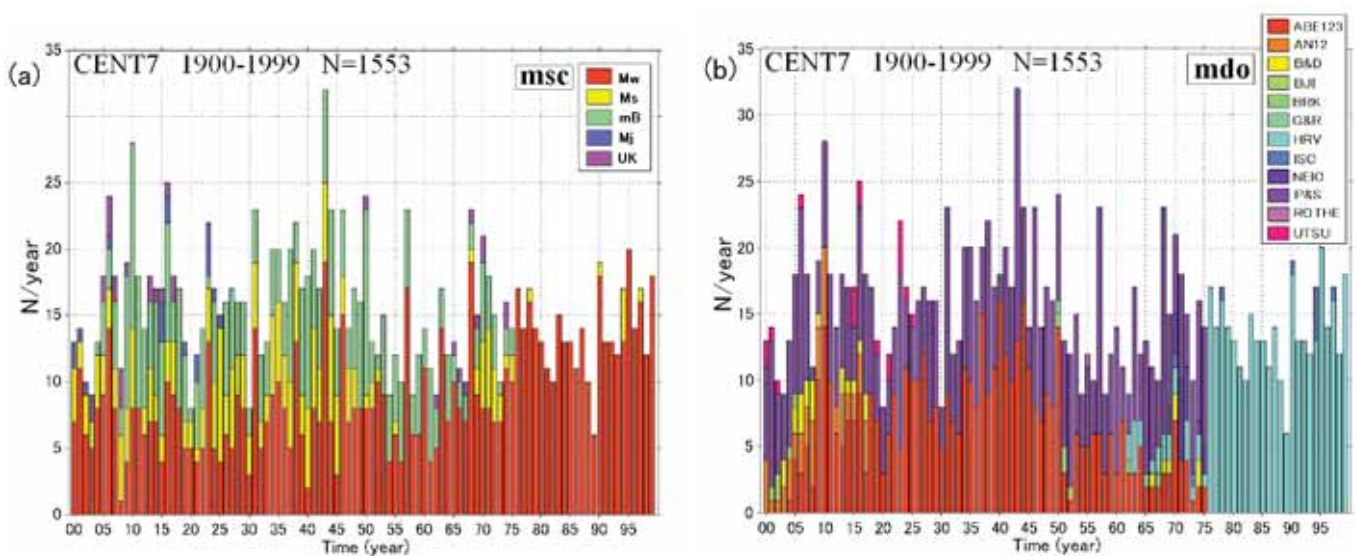 (a)
CENT7 1900-1999 N=1553
msc
Mw
Ms
mB
Mj
UK
35
30
25
20
15
10
5
0
N/year
00 05 10 15 20 25 30 35 40 45 50 55 60 65 70 75 80 85 90 95
Time (year)
(b)
CENT7 1900-1999 N=1553
mdo
ABE123
AN12
B&D
BJI
BRK
G&R
HRV
ISC
NEIC
P&S
ROTHE
UTSU
35
30
25
20
15
10
5
0
N/year
00 05 10 15 20 25 30 35 40 45 50 55 60 65 70 75 80 85 90 95
Time (year)